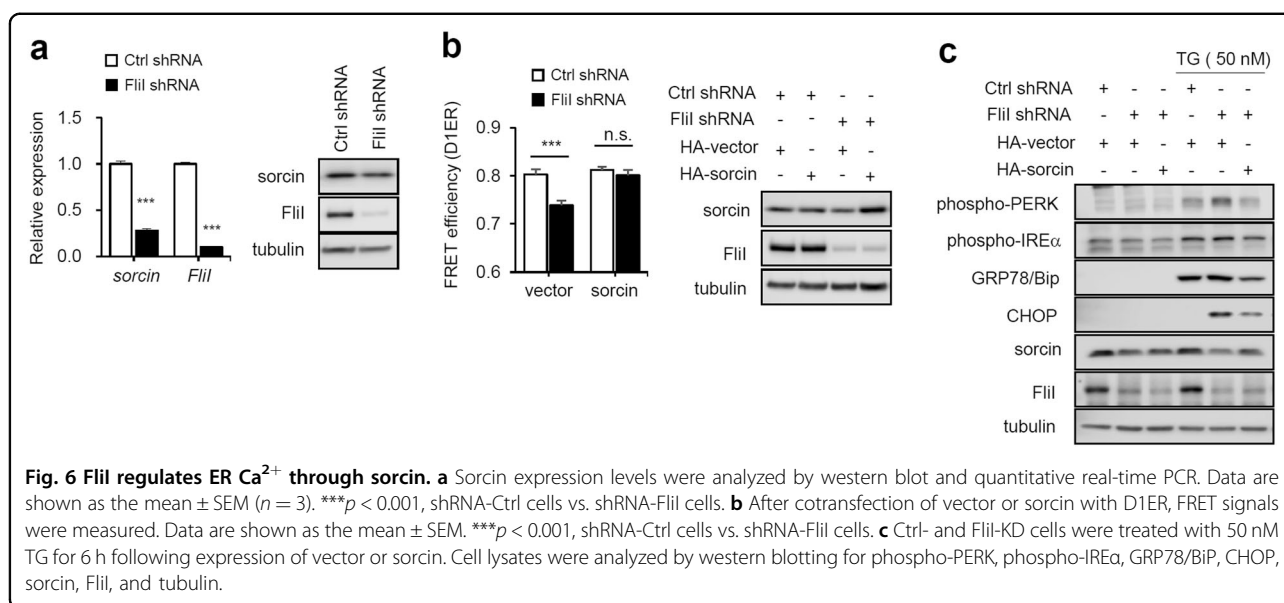 a
Ctrl shRNA
FliI shRNA
Relative expression
1.5
1.0
0.5
0.0
***
***
sorcin
FliI
Ctrl shRNA
FliI shRNA
sorcin
FliI
tubulin
b
Ctrl shRNA
FliI shRNA
FRET efficiency (D1ER)
0.9
0.8
0.7
0.6
***
n.s.
vector
sorcin
Ctrl shRNA + + - -
FliI shRNA - - + +
HA-vector + - + -
HA-sorcin - + - +
sorcin
FliI
tubulin
c
TG ( 50 nM)
Ctrl shRNA + - - + - -
FliI shRNA - + + - + +
HA-vector + + - + + -
HA-sorcin - - + - - +
phospho-PERK
phospho-IREα
GRP78/Bip
CHOP
sorcin
FliI
tubulin
Fig. 6 FliI regulates ER Ca2+ through sorcin. a Sorcin expression levels were analyzed by western blot and quantitative real-time PCR. Data are
shown as the mean ± SEM (n = 3). ***p < 0.001, shRNA-Ctrl cells vs. shRNA-FliI cells. b After cotransfection of vector or sorcin with D1ER, FRET signals
were measured. Data are shown as the mean ± SEM. ***p < 0.001, shRNA-Ctrl cells vs. shRNA-FliI cells. c Ctrl- and FliI-KD cells were treated with 50 nM
TG for 6 h following expression of vector or sorcin. Cell lysates were analyzed by western blotting for phospho-PERK, phospho-IREα, GRP78/BiP, CHOP,
sorcin, FliI, and tubulin.